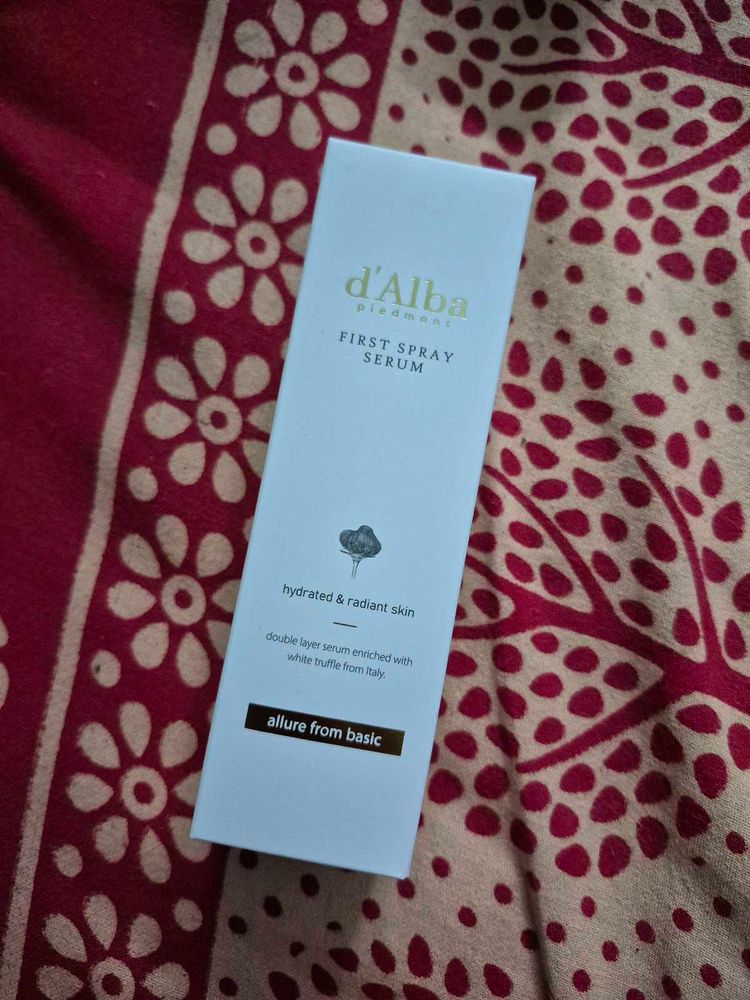 d'Alba
piedmont
FIRST SPRAY
SERUM
hydrated & radiant skin
double layer serum enriched with
white truffle from Italy.
allure from basic